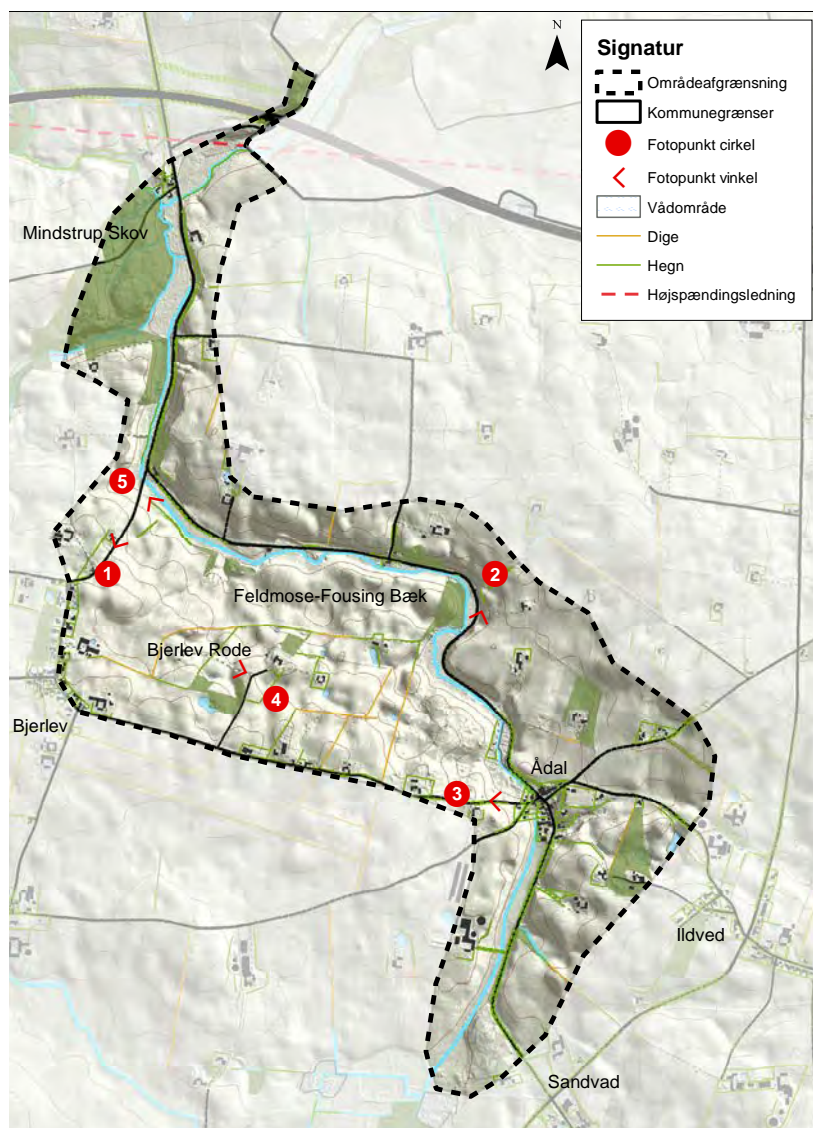 N
Signatur
Områdeafgrænsning
Kommunegrænser
Fotopunkt cirkel
Fotopunkt vinkel
Vådområde
Dige
Hegn
Højspændingsledning
Mindstrup Skov
5
1
2
Feldmose-Fousing Bæk
Bjerlev Rode
4
Bjerlev
Ådal
3
Ildved
Sandvad